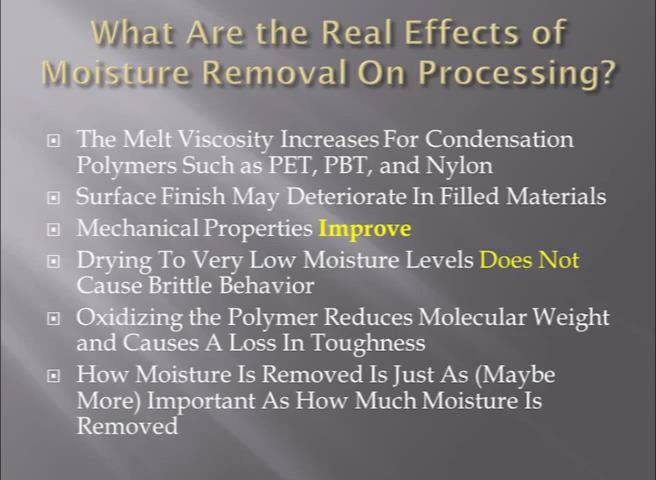 What Are the Real Effects of
Moisture Removal On Processing?
The Melt Viscosity Increases For Condensation
Polymers Such as PET, PBT, and Nylon
Surface Finish May Deteriorate In Filled Materials
Mechanical Properties Improve
Drying To Very Low Moisture Levels Does Not
Cause Brittle Behavior
Oxidizing the Polymer Reduces Molecular Weight
and Causes A Loss In Toughness
How Moisture Is Removed Is Just As (Maybe
More) Important As How Much Moisture Is
Removed